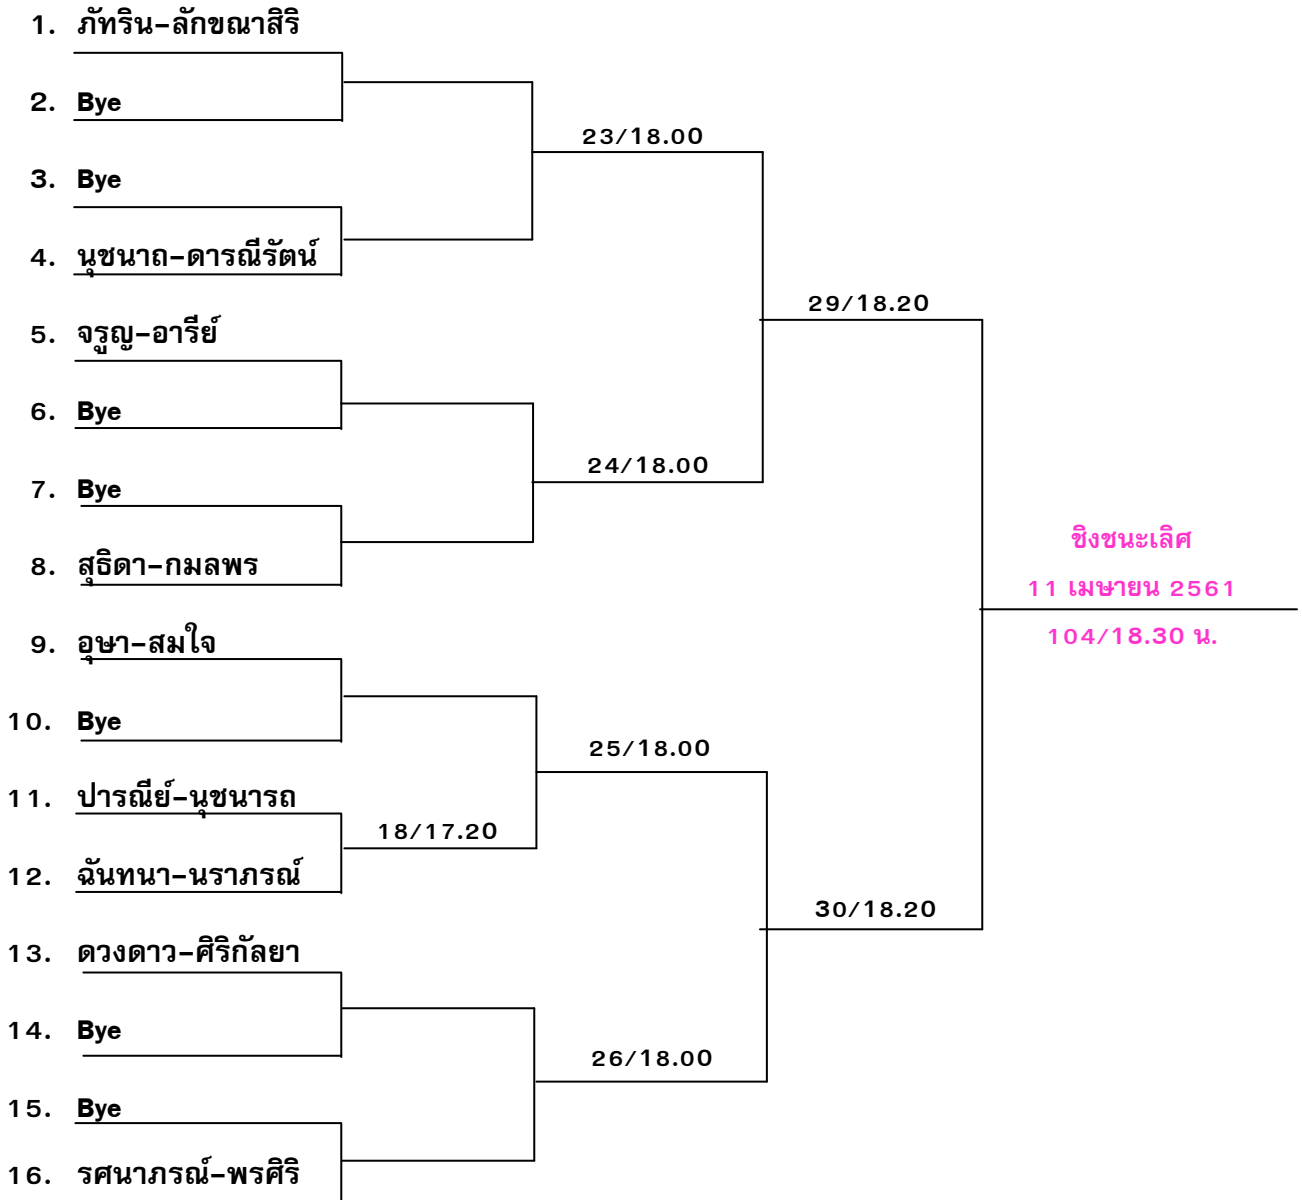 1. ภัทริน-ลักขณาสิริ
2. Bye
23/18.00
3. Bye
4. นุชนาถ-ดารณีรัตน์
29/18.20
5. จรูญ-อารีย์
6. Bye
24/18.00
7. Bye
ชิงชนะเลิศ
8. สุธิดา-กมลพร
11 เมษายน 2561
104/18.30 น.
9. อุษา-สมใจ
10. Bye
25/18.00
11. ปารณีย์-นุชนารถ
18/17.20
12. ฉันทนา-นราภรณ์
30/18.20
13. ดวงดาว-ศิริกัลยา
14. Bye
26/18.00
15. Bye
16. รศนาภรณ์-พรศิริ